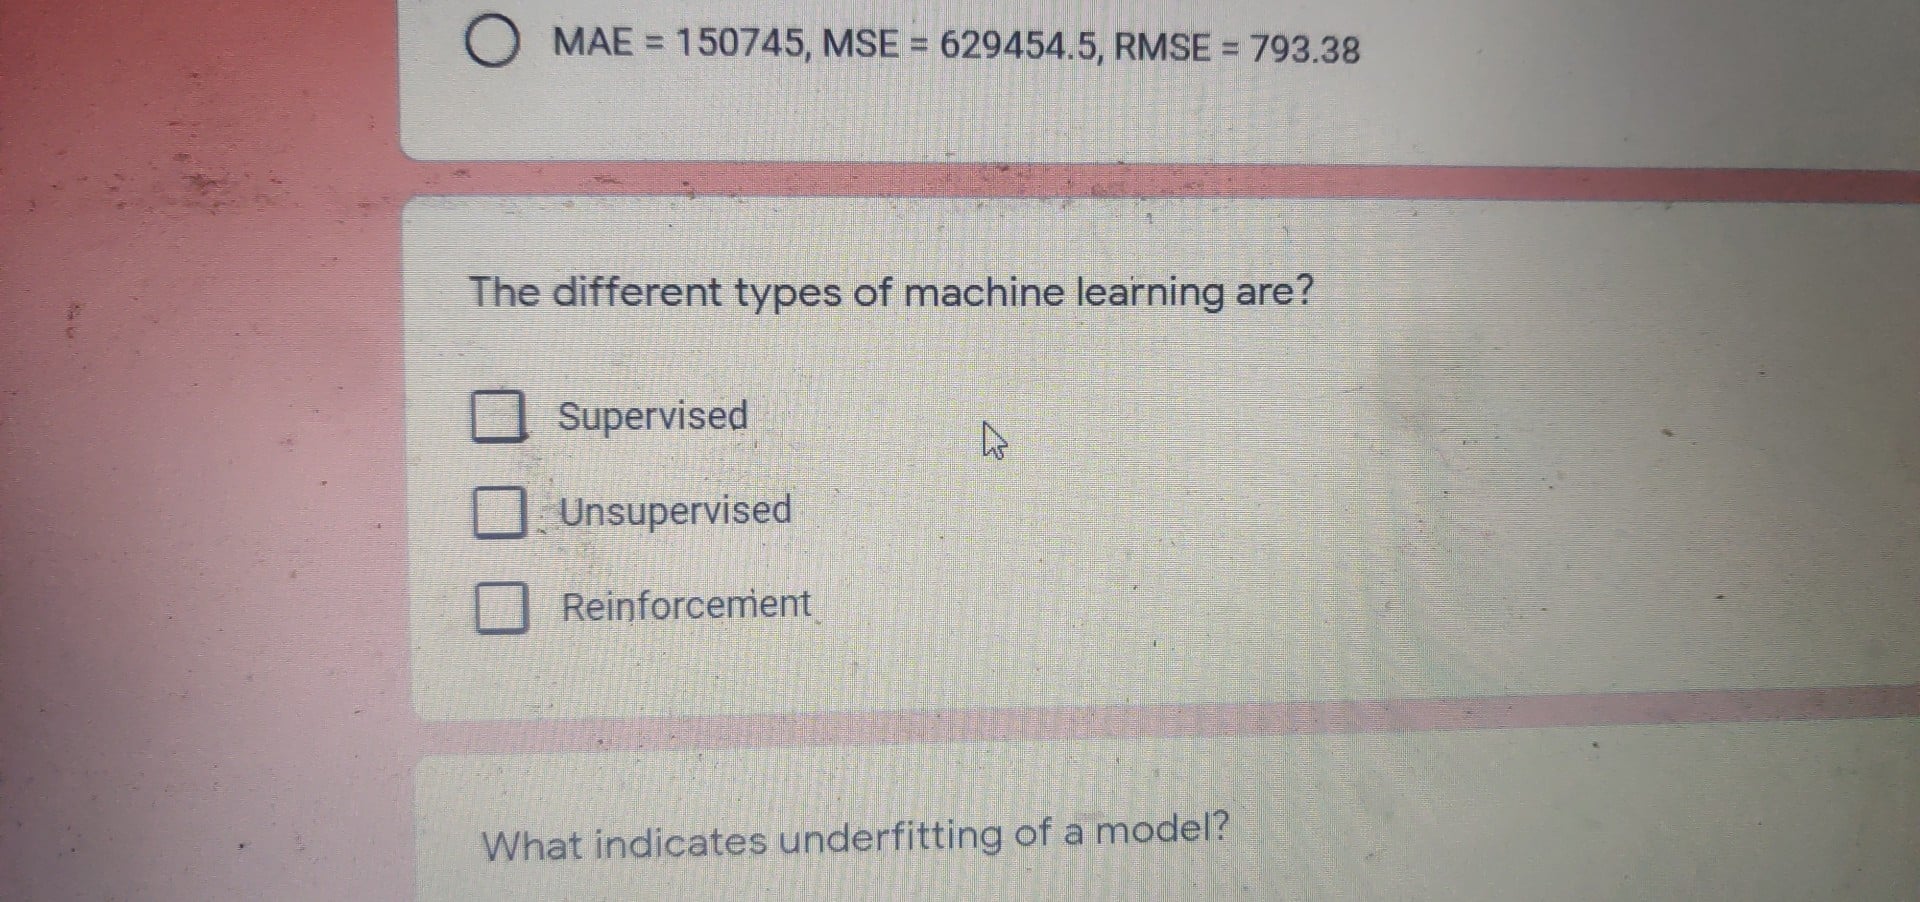 MAE = 150745, MSE = 629454.5, RMSE = 793.38
The different types of machine learning are?
Supervised
Unsupervised
Reinforcement
What indicates underfitting of a model?